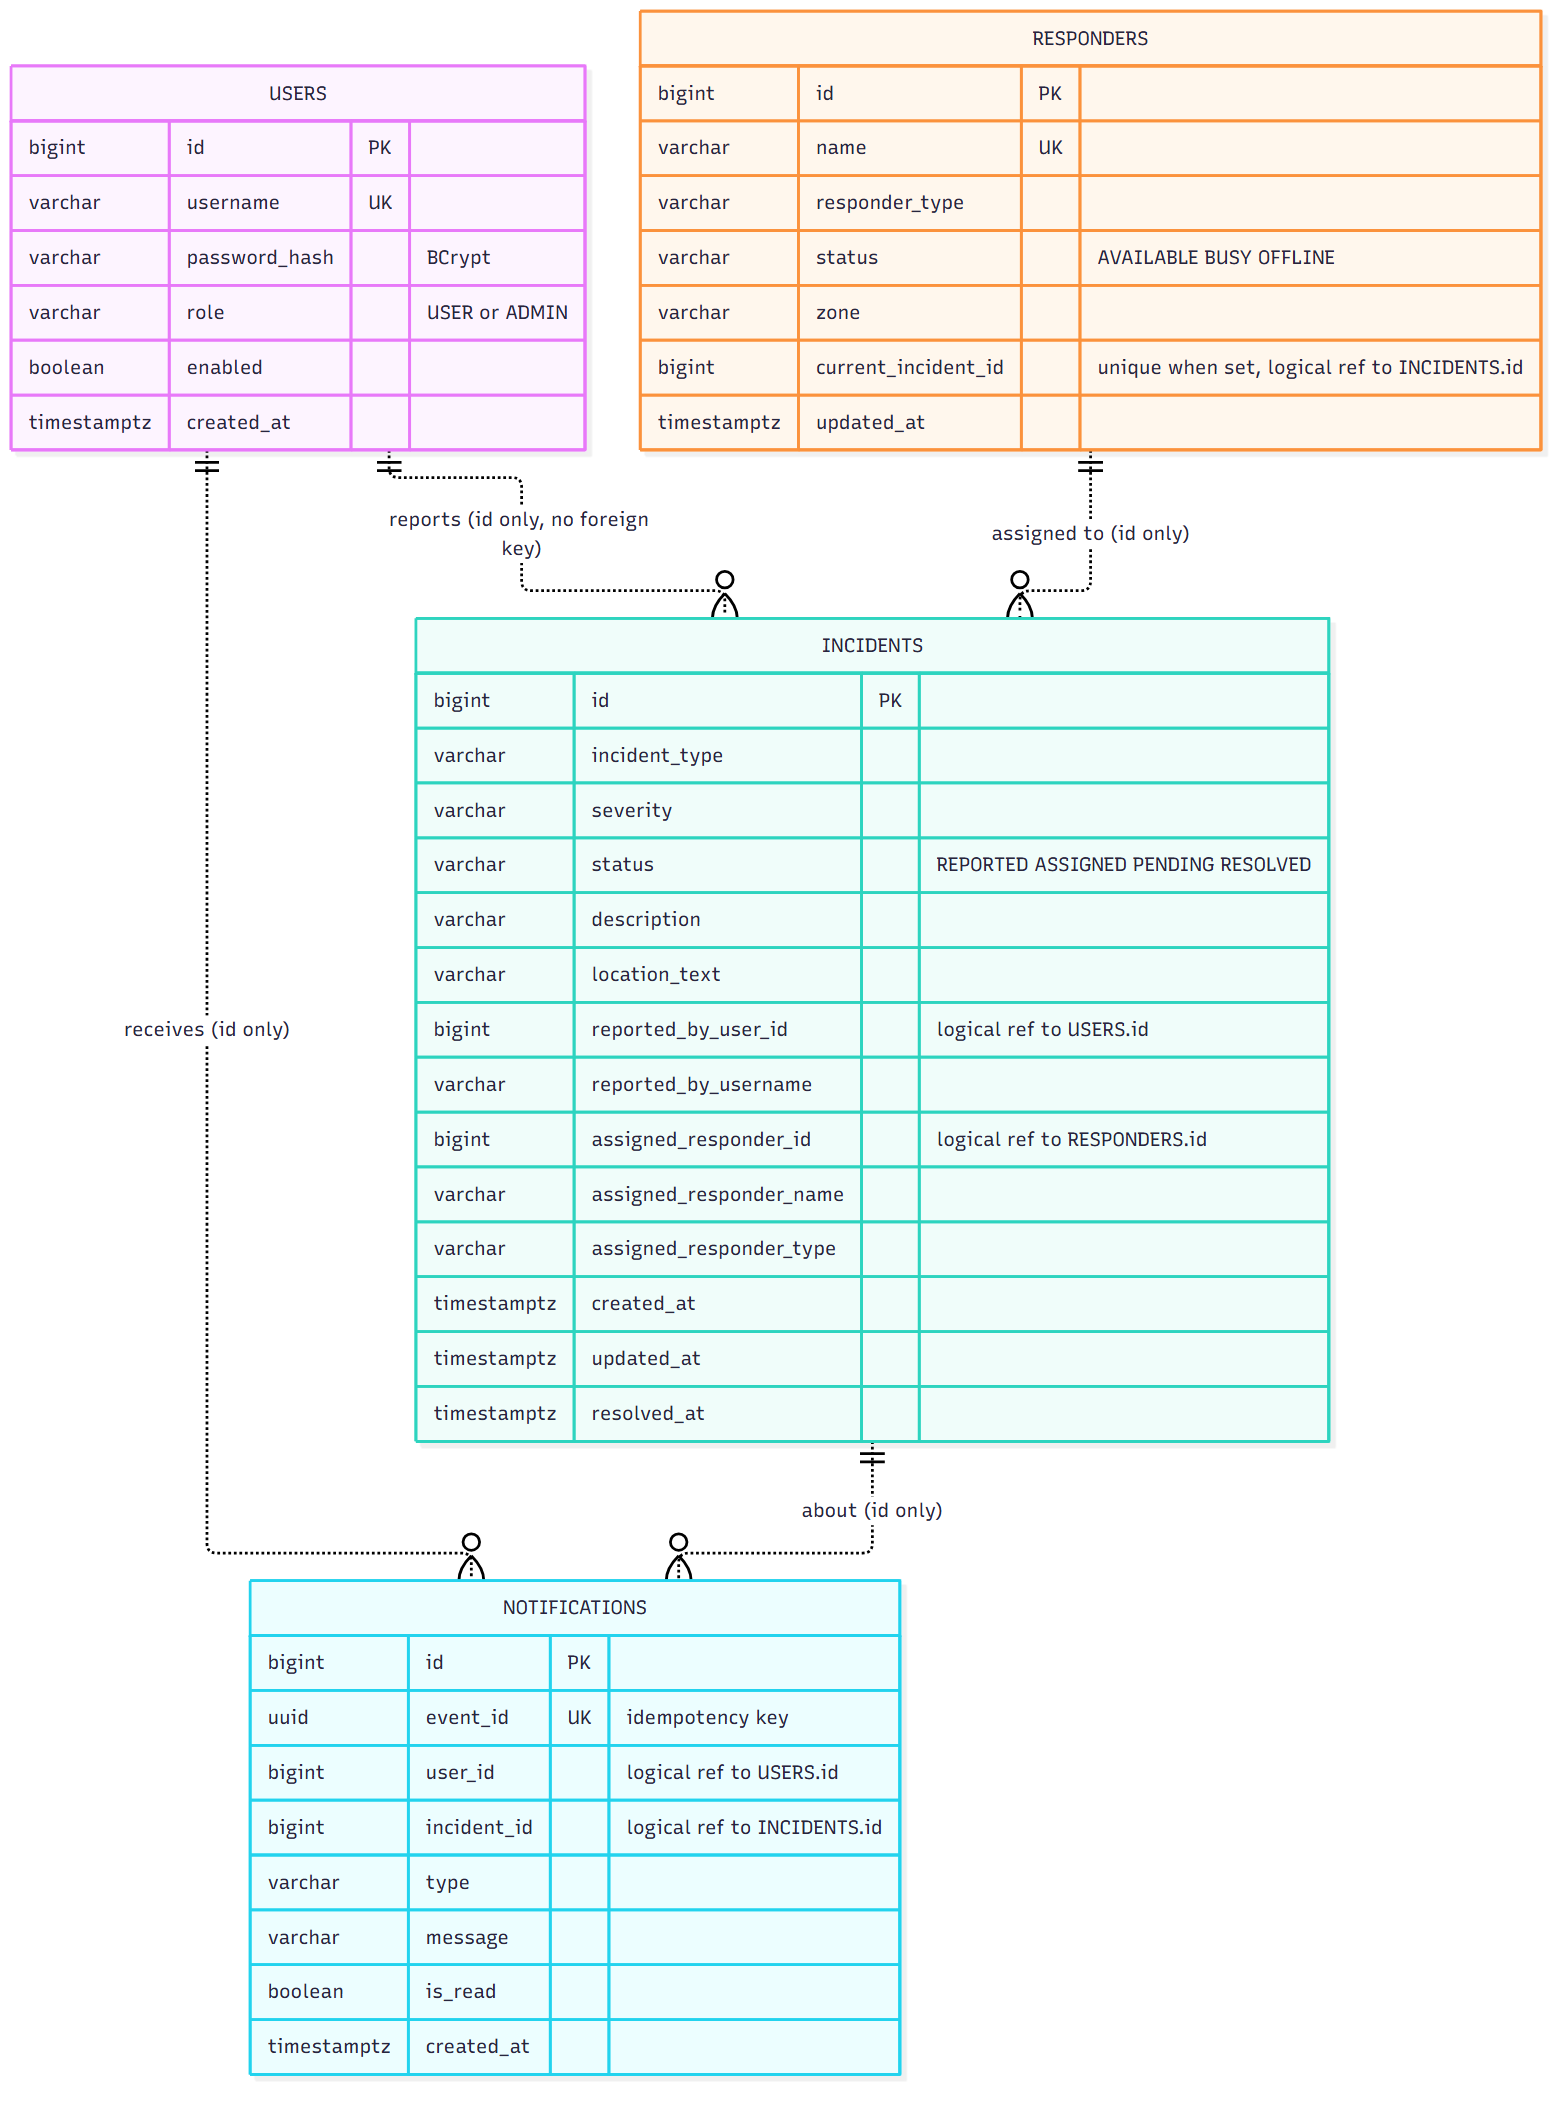 USERS
bigint id PK
varchar username UK
varchar password_hash BCrypt
varchar role USER or ADMIN
boolean enabled
timestamptz created_at
RESPONDERS
bigint id PK
varchar name UK
varchar responder_type
varchar status AVAILABLE BUSY OFFLINE
varchar zone
bigint current_incident_id unique when set, logical ref to INCIDENTS.id
timestamptz updated_at
reports (id only, no foreign
key)
assigned to (id only)
INCIDENTS
bigint id PK
varchar incident_type
varchar severity
varchar status REPORTED ASSIGNED PENDING RESOLVED
varchar description
varchar location_text
bigint reported_by_user_id logical ref to USERS.id
varchar reported_by_username
bigint assigned_responder_id logical ref to RESPONDERS.id
varchar assigned_responder_name
varchar assigned_responder_type
timestamptz created_at
timestamptz updated_at
timestamptz resolved_at
receives (id only)
about (id only)
NOTIFICATIONS
bigint id PK
uuid event_id UK idempotency key
bigint user_id logical ref to USERS.id
bigint incident_id logical ref to INCIDENTS.id
varchar type
varchar message
boolean is_read
timestamptz created_at